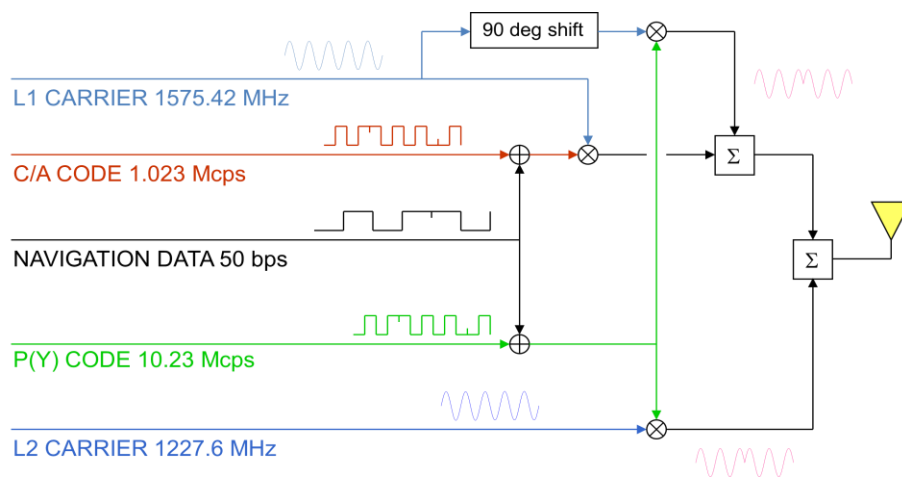 90 deg shift
L1 CARRIER 1575.42 MHz
C/A CODE 1.023 Mcps
Σ
NAVIGATION DATA 50 bps
Σ
P(Y) CODE 10.23 Mcps
L2 CARRIER 1227.6 MHz